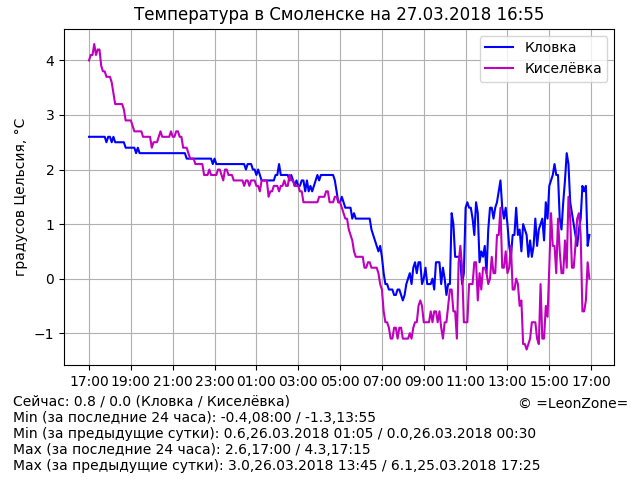 Температура в Смоленске на 27.03.2018 16:55
градусов Цельсия, °C
4
3
2
1
0
−1
Кловка
Киселёвка
17:00 19:00 21:00 23:00 01:00 03:00 05:00 07:00 09:00 11:00 13:00 15:00 17:00
Сейчас: 0.8 / 0.0 (Кловка / Киселёвка)
© =LeonZone=
Min (за последние 24 часа): -0.4,08:00 / -1.3,13:55
Min (за предыдущие сутки): 0.6,26.03.2018 01:05 / 0.0,26.03.2018 00:30
Max (за последние 24 часа): 2.6,17:00 / 4.3,17:15
Max (за предыдущие сутки): 3.0,26.03.2018 13:45 / 6.1,25.03.2018 17:25